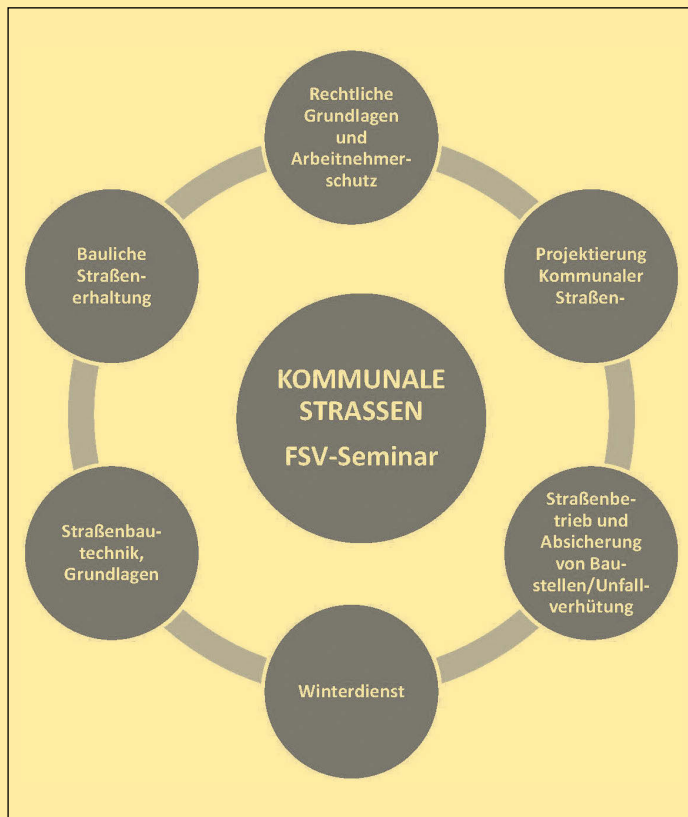 Rechtliche
Grundlagen
und
Arbeitnehmer-
schutz
Projektierung
Kommunaler
Straßen-
Straßenbe-
trieb und
Absicherung
von Bau-
stellen/Unfall-
verhütung
Winterdienst
Straßenbau-
technik,
Grundlagen
Bauliche
Straßen-
erhaltung
KOMMUNALE
STRASSEN
FSV-Seminar